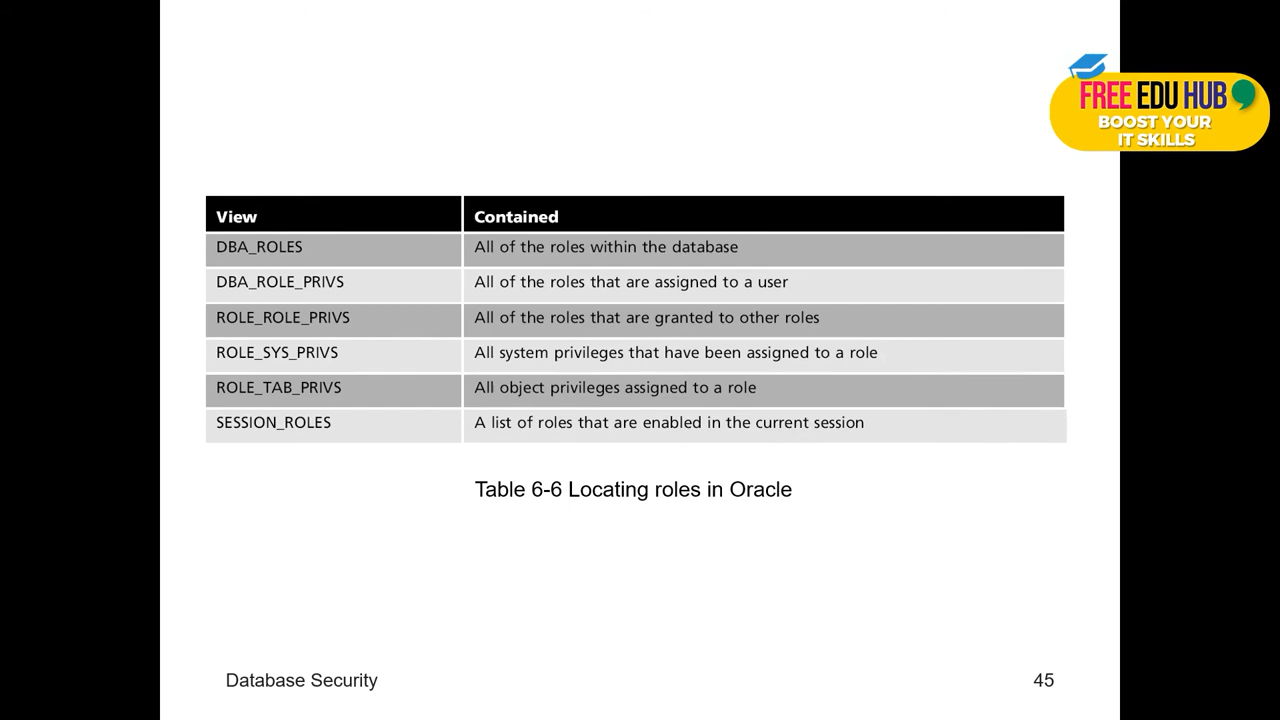 FREE EDU HUB
BOOST YOUR
IT SKILLS
View Contained
DBA_ROLES All of the roles within the database
DBA_ROLE_PRIVS All of the roles that are assigned to a user
ROLE_ROLE_PRIVS All of the roles that are granted to other roles
ROLE_SYS_PRIVS All system privileges that have been assigned to a role
ROLE_TAB_PRIVS All object privileges assigned to a role
SESSION_ROLES A list of roles that are enabled in the current session
Table 6-6 Locating roles in Oracle
Database Security 45